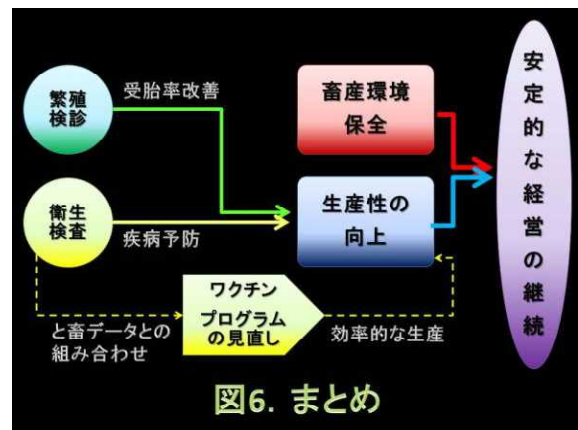 繁殖
検診
受胎率改善
畜産環境
保全
衛生
検査
疾病予防
生産性の
向上
ワクチン
プログラム
の見直し
と畜データとの
組み合わせ
効率的な生産
安定的な経営の継続
図6. まとめ